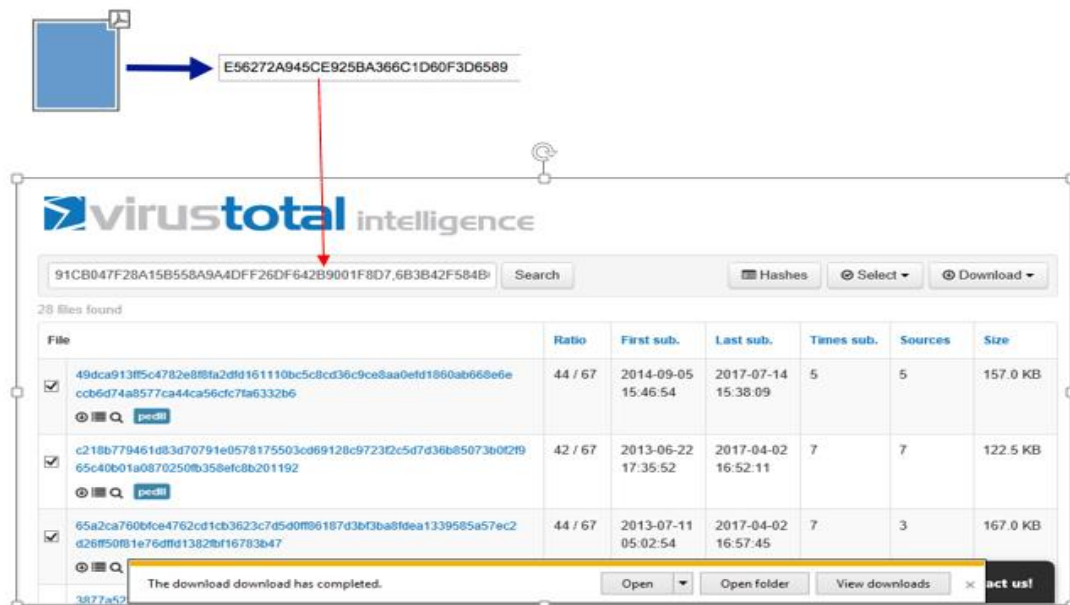 E56272A945CE925BA366C1D60F3D6589
virustotal intelligence
91CB047F28A15B558A9A4DFF26DF642B9001F8D7,6B3B42F584B
Search
Hashes
Select
Download
28 files found
File Ratio First sub. Last sub. Times sub. Sources Size
49dca913ff5c4782e8f8fa2dfd161110bc5c8cd36c9ce8aa0efd1860ab668e6e 44 / 67 2014-09-05 2017-07-14 5 5 157.0 KB
ccb6d74a8577ca44ca56cfc7fa6332b6 15:46:54 15:38:09
pedll
c218b779461d83d70791e0578175503cd69128c9723f2c5d7d36b85073b0f2f9 42 / 67 2013-06-22 2017-04-02 7 7 122.5 KB
65c40b01a0870250fb358efc8b201192 17:35:52 16:52:11
pedll
65a2ca760bfce4762cd1cb3623c7d5d0ff86187d3bf3ba8fdea1339585a57ec2 44 / 67 2013-07-11 2017-04-02 7 3 167.0 KB
d26ff50f81e76dffd1382fbf16783b47 05:02:54 16:57:45
The download download has completed. Open Open folder View downloads × act us!
3877a52